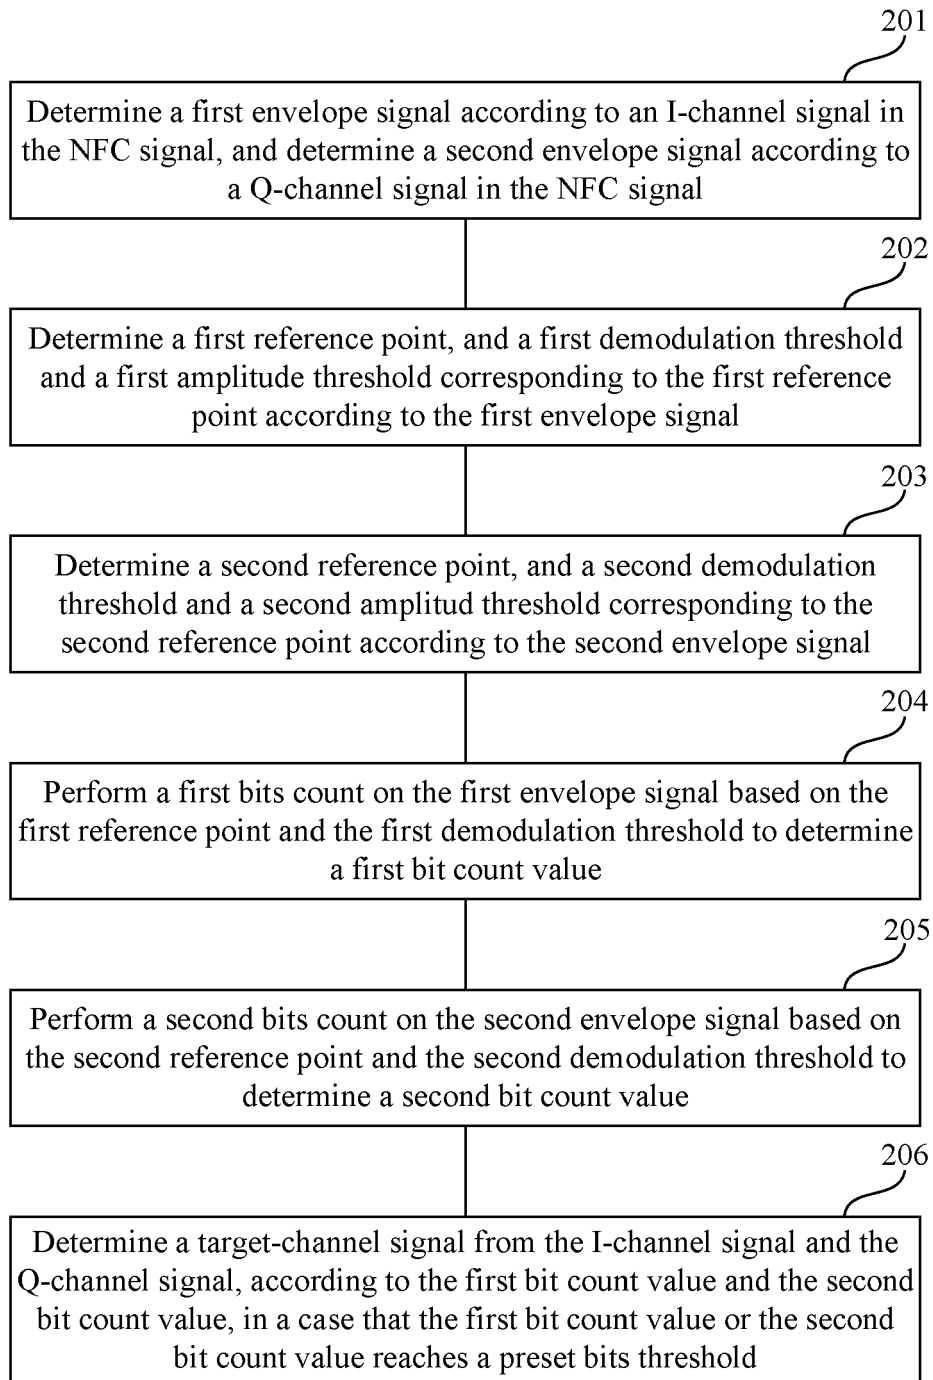 201
Determine a first envelope signal according to an I-channel signal in
the NFC signal, and determine a second envelope signal according to
a Q-channel signal in the NFC signal
202
Determine a first reference point, and a first demodulation threshold
and a first amplitude threshold corresponding to the first reference
point according to the first envelope signal
203
Determine a second reference point, and a second demodulation
threshold and a second amplitud threshold corresponding to the
second reference point according to the second envelope signal
204
Perform a first bits count on the first envelope signal based on the
first reference point and the first demodulation threshold to determine
a first bit count value
205
Perform a second bits count on the second envelope signal based on
the second reference point and the second demodulation threshold to
determine a second bit count value
206
Determine a target-channel signal from the I-channel signal and the
Q-channel signal, according to the first bit count value and the second
bit count value, in a case that the first bit count value or the second
bit count value reaches a preset bits threshold